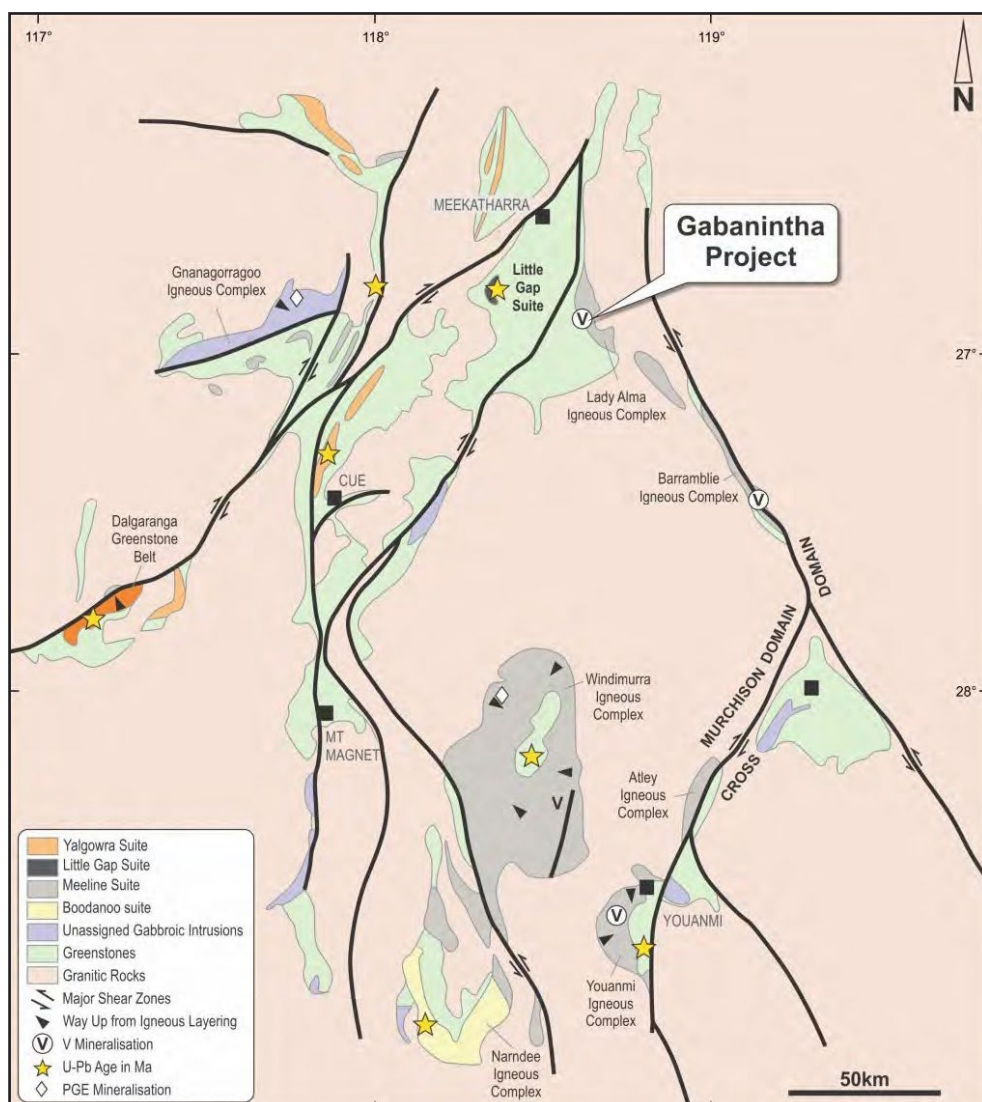 117°
118°
119°
N
MEEKATHARRA
Gabanintha
Project
Gnanagorragoo
Igneous Complex
Little
Gap
Suite
V
27°
Lady Alma
Igneous Complex
Barramblie
Igneous Complex
V
CUE
Dalgaranga
Greenstone
Belt
DOMAIN
MURCHISON DOMAIN
CROSS
28°
Windimurra
Igneous
Complex
MT
MAGNET
V
Atley
Igneous
Complex
V
YOUANMI
Youanmi
Igneous
Complex
Narndee
Igneous
Complex
Yalgowra Suite
Little Gap Suite
Meeline Suite
Boodanoo suite
Unassigned Gabbroic Intrusions
Greenstones
Granitic Rocks
Major Shear Zones
Way Up from Igneous Layering
V V Mineralisation
U-Pb Age in Ma
PGE Mineralisation
50km